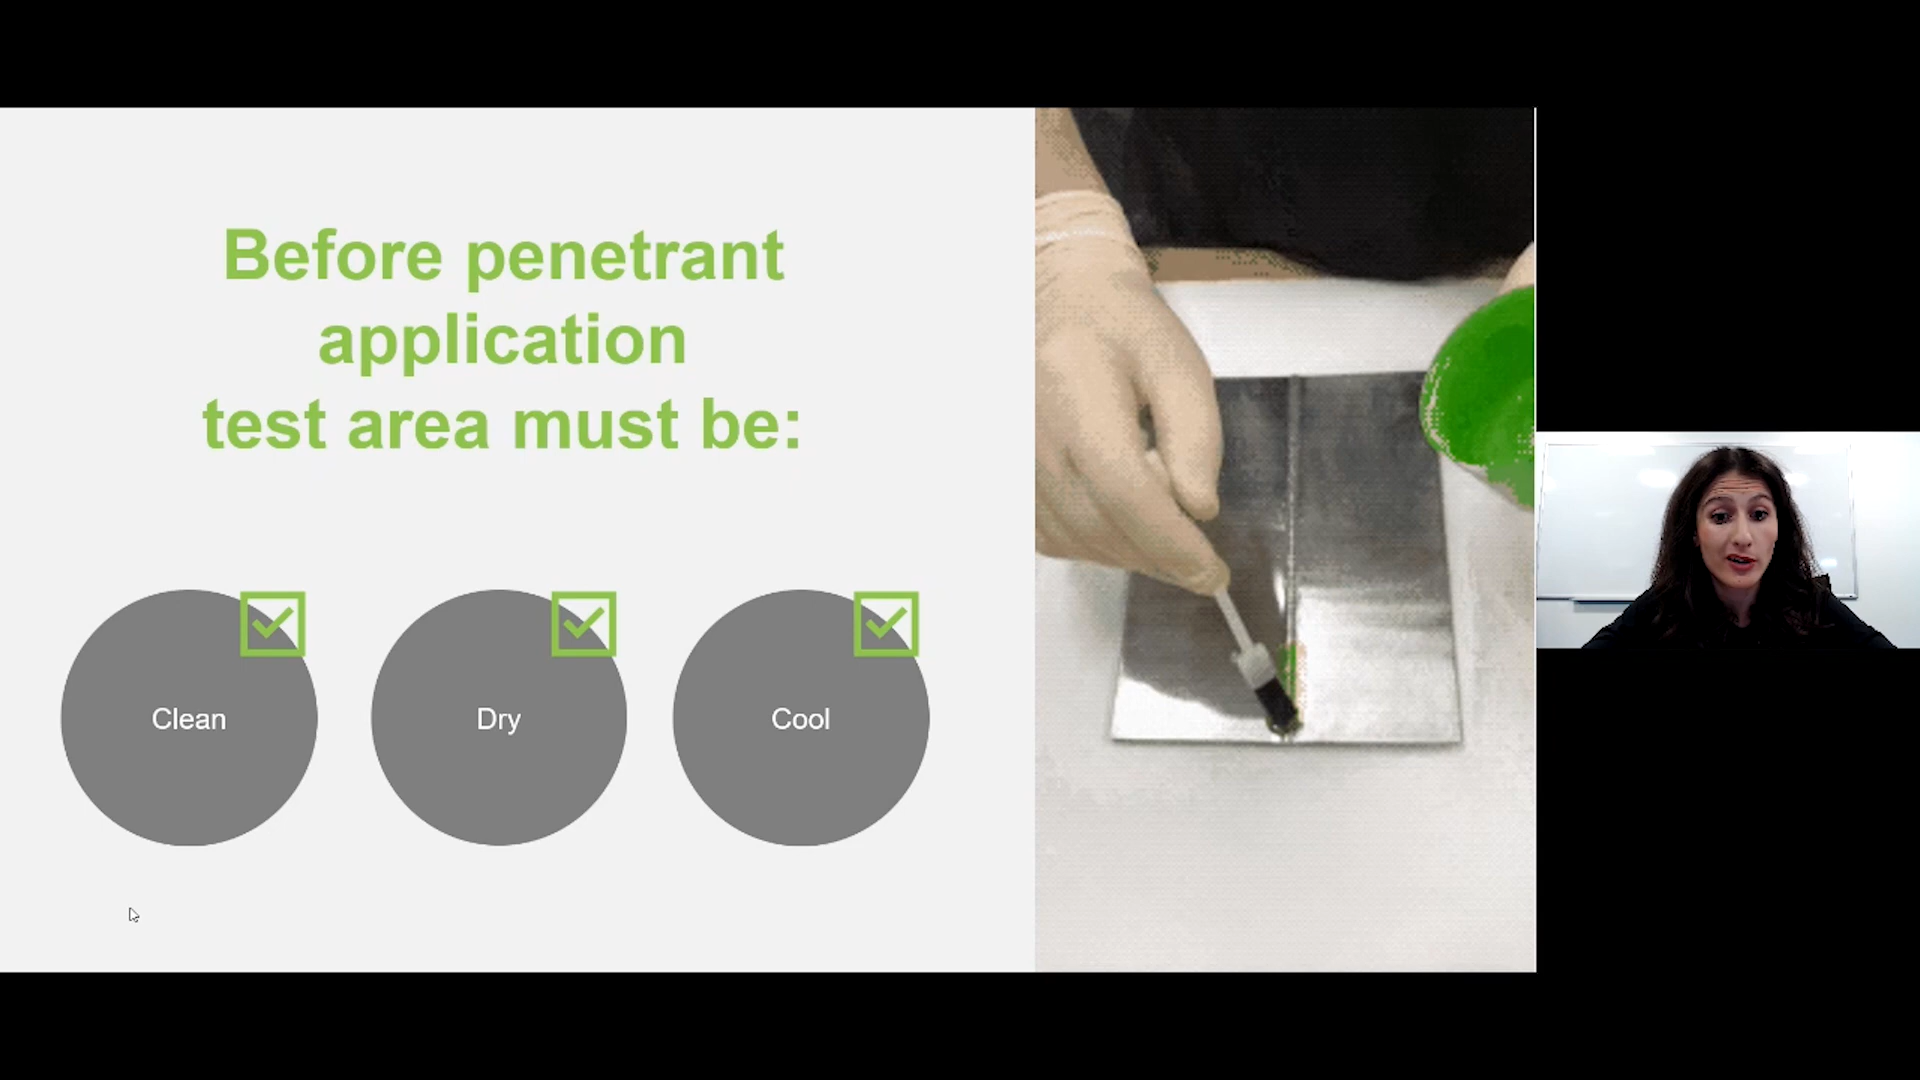 Before penetrant
application
test area must be:
Clean
Dry
Cool